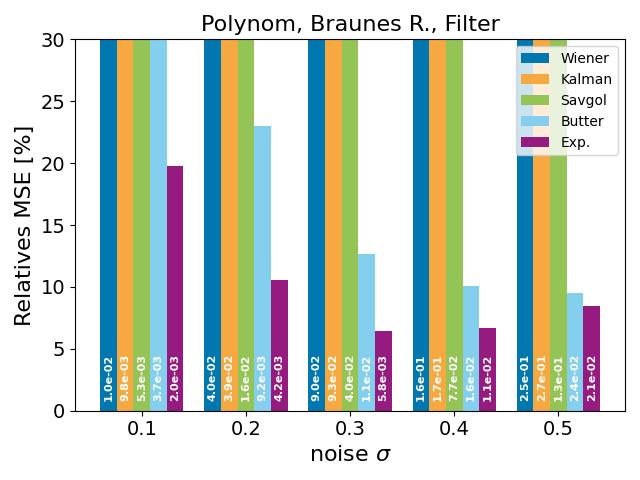 Polynom, Braunes R., Filter
Relatives MSE [%]
30
25
20
15
10
5
0
Wiener
Kalman
Savgol
Butter
Exp.
1.0e-02
9.8e-03
5.3e-03
3.7e-03
2.0e-03
4.0e-02
3.9e-02
1.6e-02
9.2e-03
4.2e-03
9.0e-02
9.3e-02
4.0e-02
1.1e-02
5.8e-03
1.6e-01
1.7e-01
7.7e-02
1.6e-02
1.1e-02
2.5e-01
2.7e-01
1.3e-01
2.4e-02
2.1e-02
0.1 0.2 0.3 0.4 0.5
noise σ